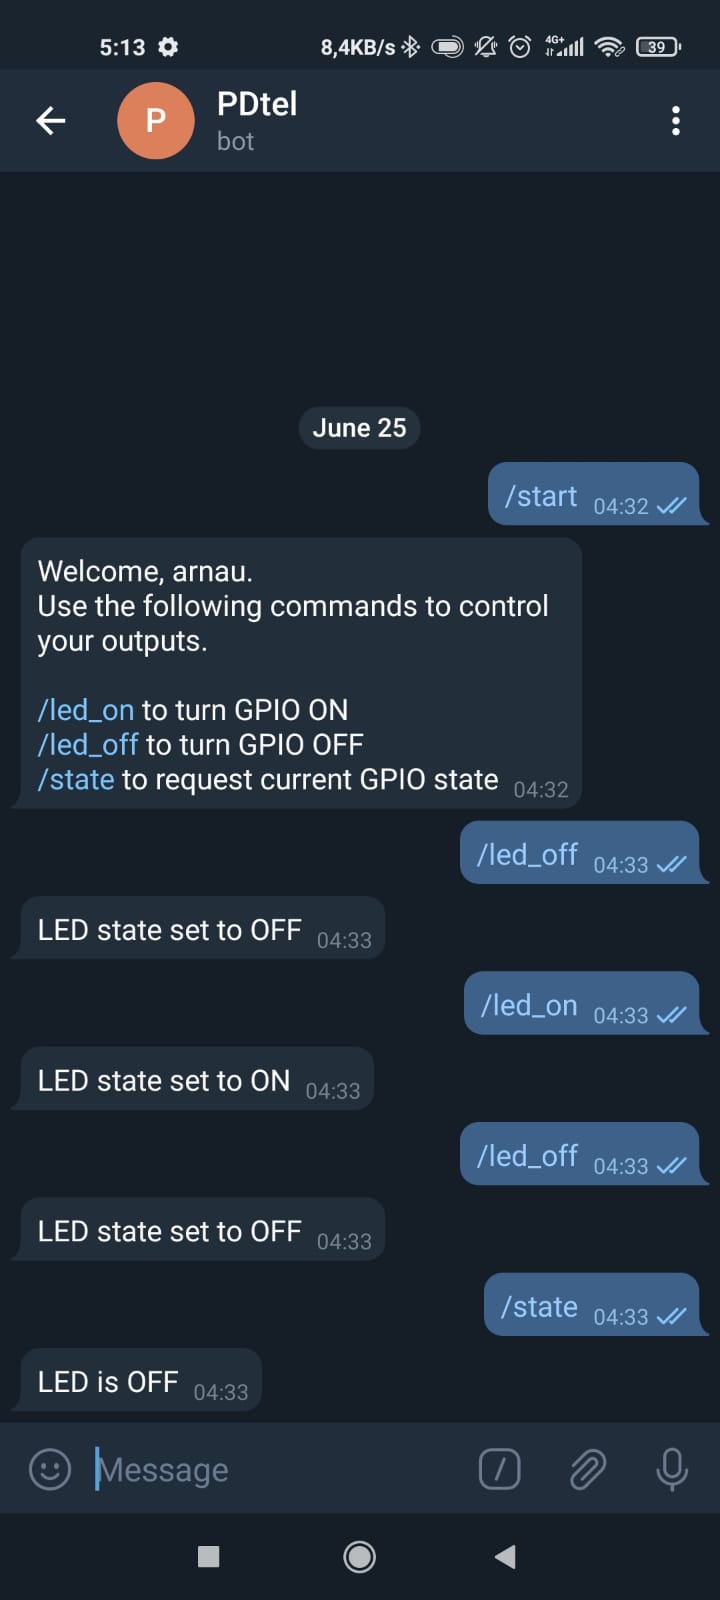 5:13 8,4KB/s 4G+ 39
P PDtel
bot
June 25
/start 04:32
Welcome, arnau.
Use the following commands to control
your outputs.
/led_on to turn GPIO ON
/led_off to turn GPIO OFF
/state to request current GPIO state 04:32
/led_off 04:33
LED state set to OFF 04:33
/led_on 04:33
LED state set to ON 04:33
/led_off 04:33
LED state set to OFF 04:33
/state 04:33
LED is OFF 04:33
Message /